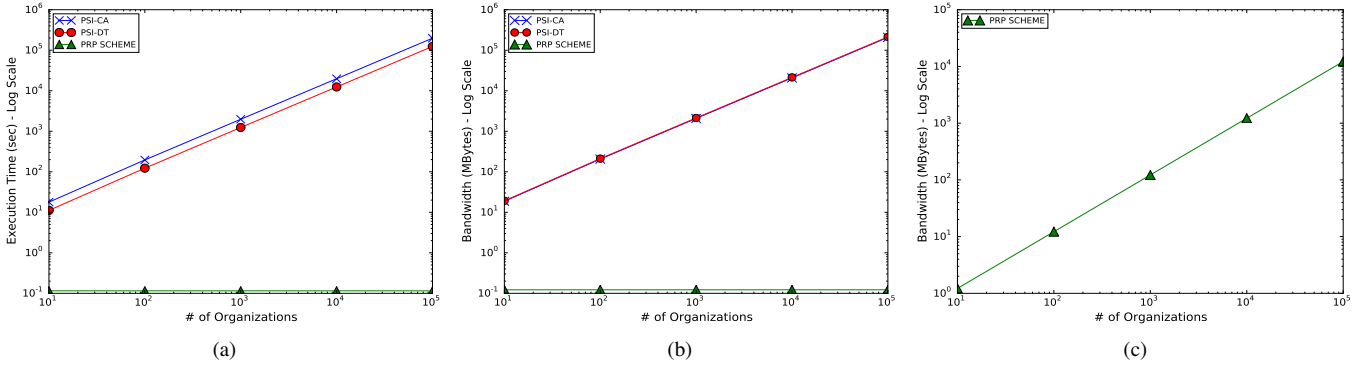 10^6
10^5
10^4
10^3
10^2
10^1
10^0
10^-1
Execution Time (sec) - Log Scale
PSI-CA
PSI-DT
PRP SCHEME
10^1 10^2 10^3 10^4 10^5
# of Organizations
(a)
10^6
10^5
10^4
10^3
10^2
10^1
10^0
10^-1
Bandwidth (MBytes) - Log Scale
PSI-CA
PSI-DT
PRP SCHEME
10^1 10^2 10^3 10^4 10^5
# of Organizations
(b)
10^5
10^4
10^3
10^2
10^1
10^0
Bandwidth (MBytes) - Log Scale
PRP SCHEME
10^1 10^2 10^3 10^4 10^5
# of Organizations
(c)